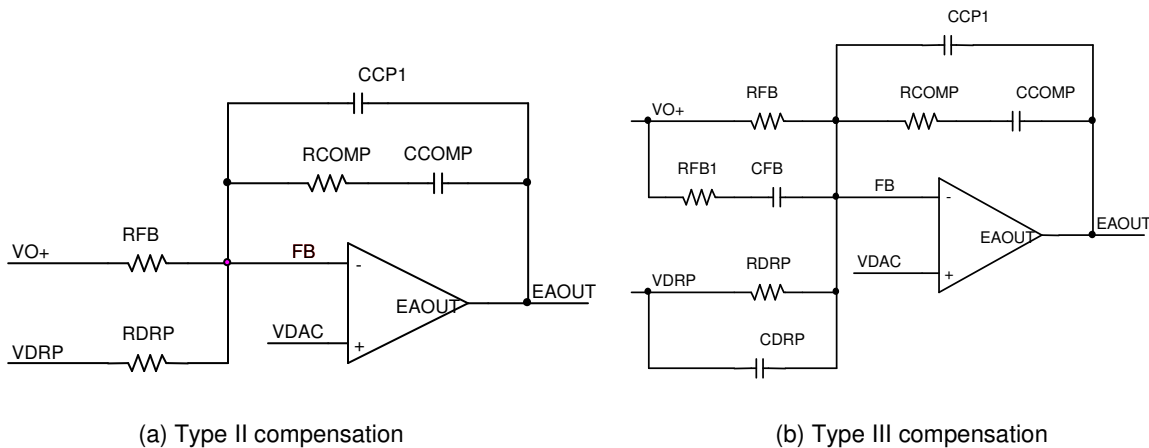 CCP1
RCOMP CCOMP
RFB
VO+
FB
-
EAOUT
EAOUT
RDRP
VDAC
+
VDRP
(a) Type II compensation
CCP1
RFB
RCOMP CCOMP
VO+
RFB1 CFB
FB
-
EAOUT
EAOUT
RDRP
VDAC
+
VDRP
CDRP
(b) Type III compensation